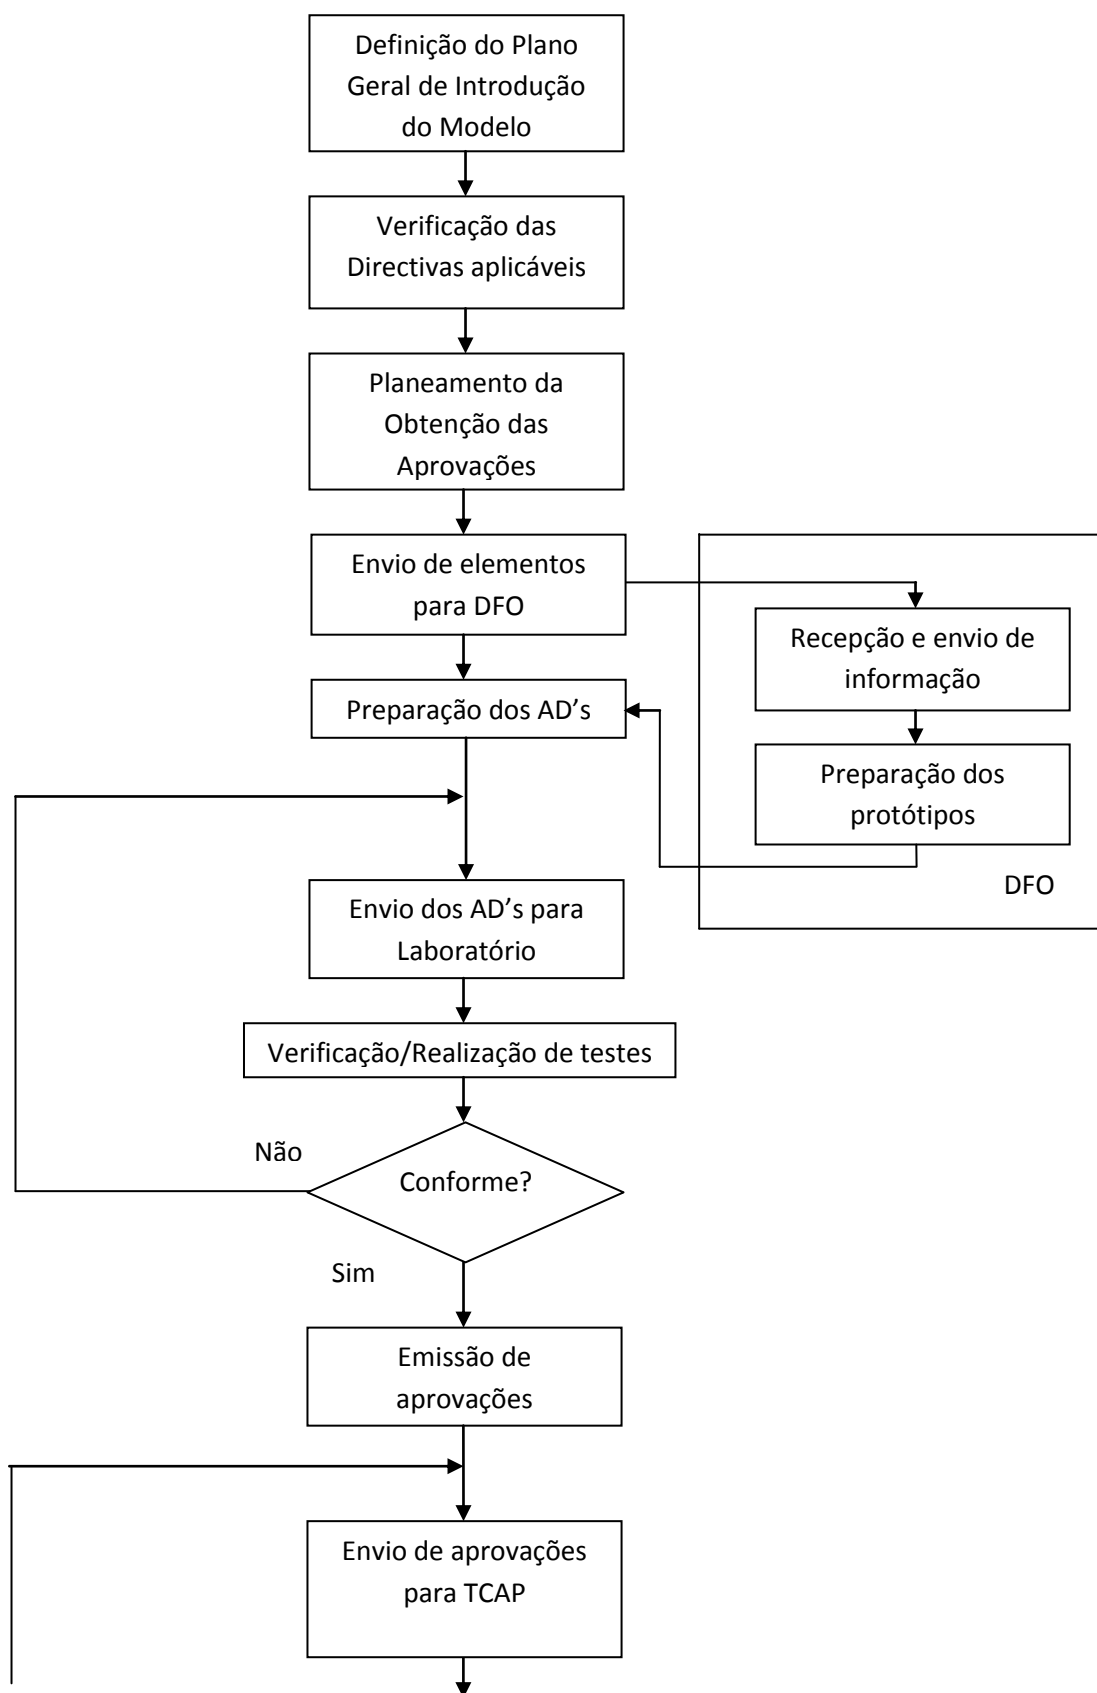 Definição do Plano
Geral de Introdução
do Modelo
Verificação das
Directivas aplicáveis
Planeamento da
Obtenção das
Aprovações
Envio de elementos
para DFO
Recepção e envio de
informação
Preparação dos AD’s
Preparação dos
protótipos
DFO
Envio dos AD’s para
Laboratório
Verificação/Realização de testes
Não
Conforme?
Sim
Emissão de
aprovações
Envio de aprovações
para TCAP